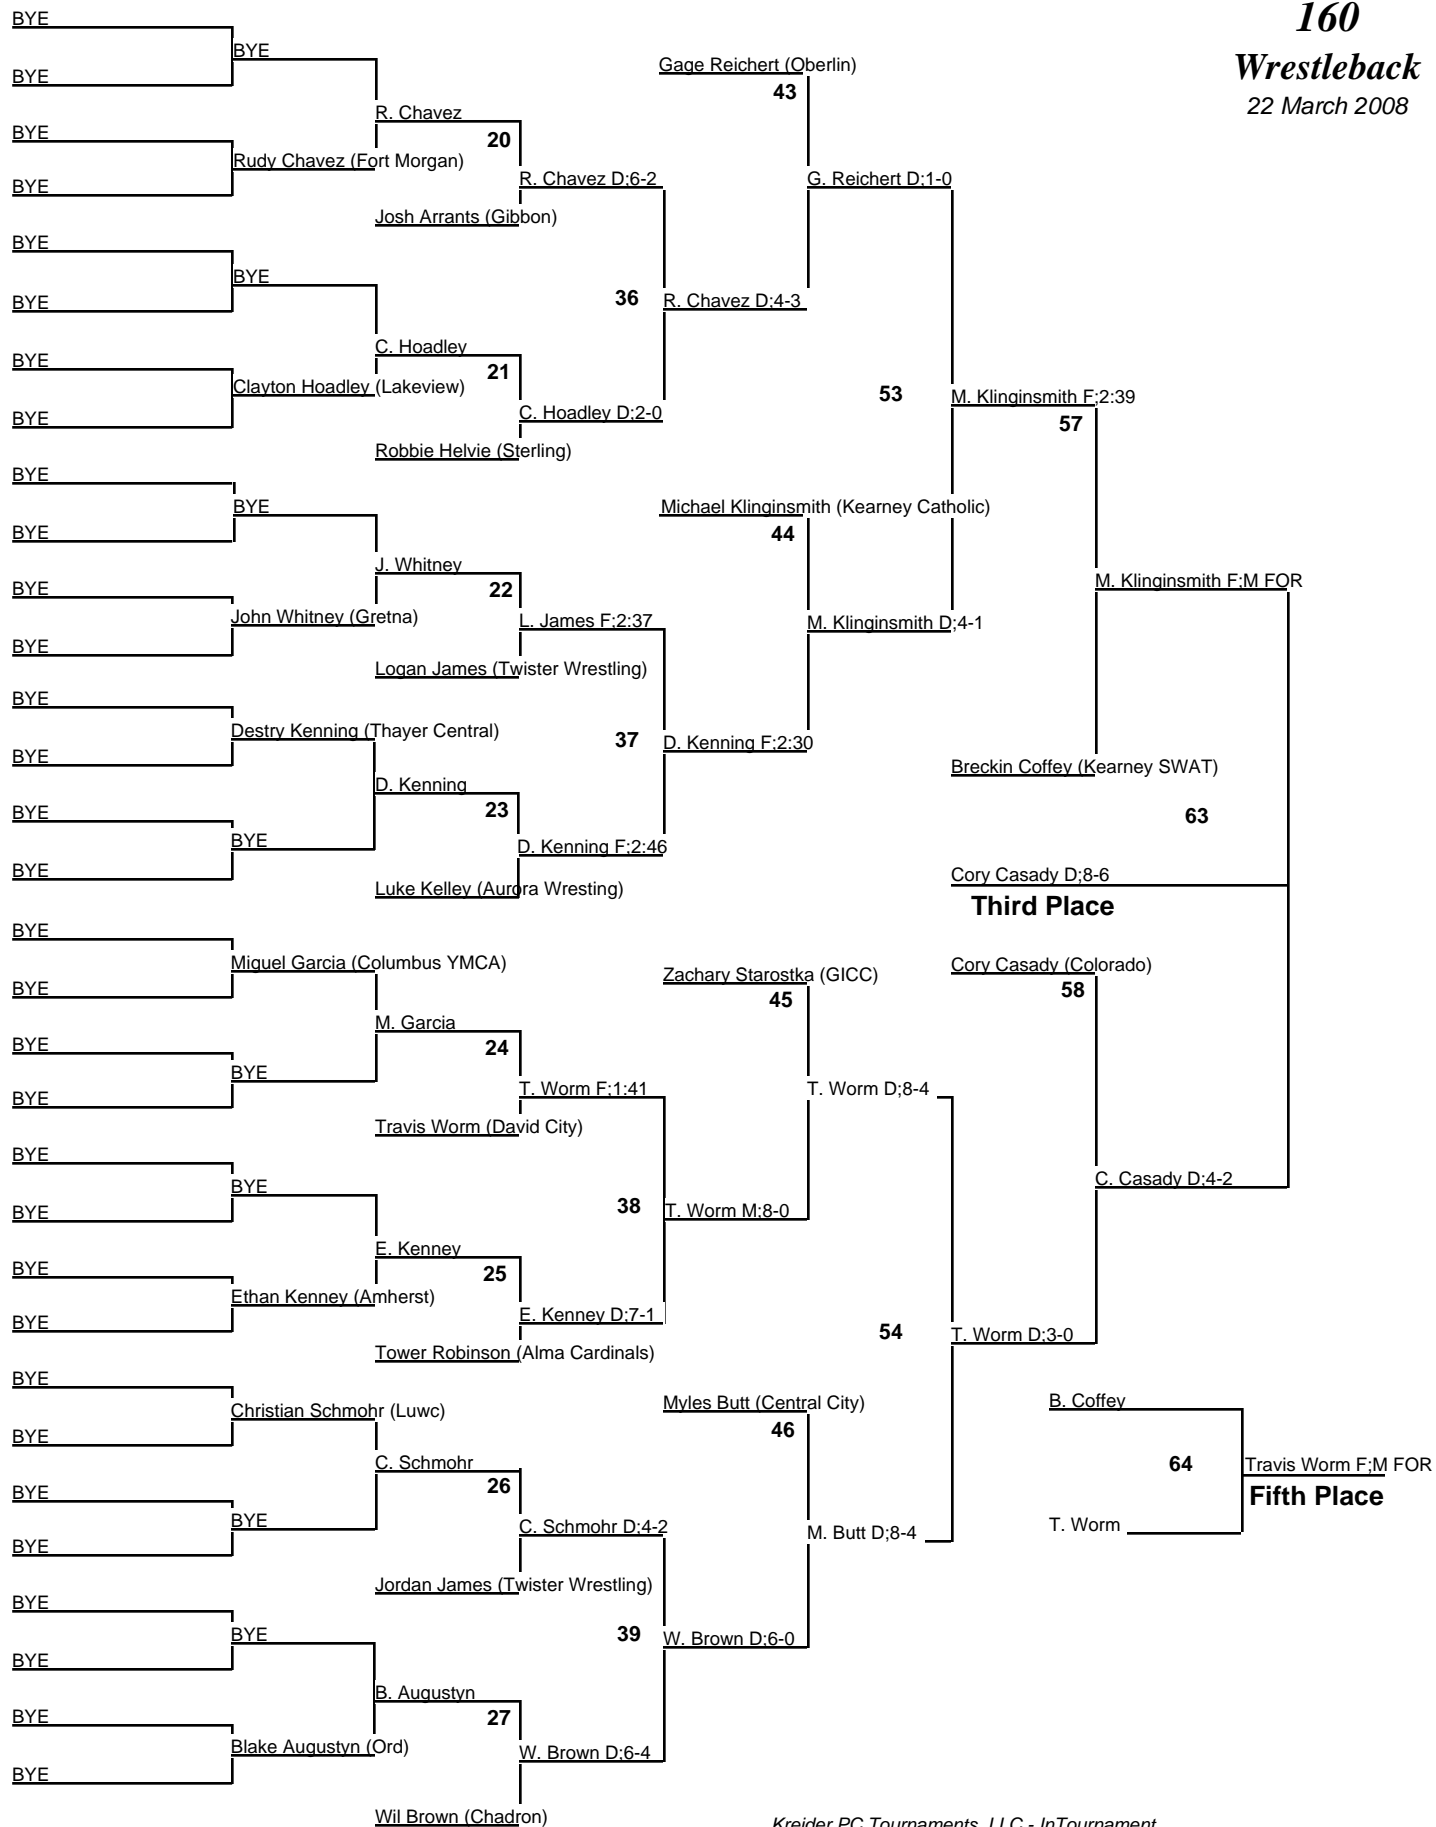 160
Wrestleback
22 March 2008
BYE
BYE
BYE
Gage Reichert (Oberlin)
43
R. Chavez
20
BYE
Rudy Chavez (Fort Morgan)
BYE
R. Chavez D;6-2
G. Reichert D;1-0
Josh Arrants (Gibbon)
BYE
BYE
BYE
36
R. Chavez D;4-3
C. Hoadley
21
BYE
Clayton Hoadley (Lakeview)
BYE
C. Hoadley D;2-0
53
M. Klinginsmith F;2:39
57
Robbie Helvie (Sterling)
BYE
BYE
BYE
Michael Klinginsmith (Kearney Catholic)
44
J. Whitney
22
BYE
John Whitney (Gretna)
BYE
L. James F;2:37
M. Klinginsmith D;4-1
M. Klinginsmith F;M FOR
Logan James (Twister Wrestling)
BYE
Destry Kenning (Thayer Central)
BYE
37
D. Kenning F;2:30
D. Kenning
23
Breckin Coffey (Kearney SWAT)
63
BYE
BYE
BYE
D. Kenning F;2:46
Luke Kelley (Aurora Wresting)
Cory Casady D;8-6
Third Place
BYE
Miguel Garcia (Columbus YMCA)
BYE
Zachary Starostka (GICC)
45
Cory Casady (Colorado)
58
M. Garcia
24
BYE
BYE
BYE
T. Worm F;1:41
T. Worm D;8-4
Travis Worm (David City)
BYE
BYE
BYE
38
T. Worm M;8-0
C. Casady D;4-2
E. Kenney
25
BYE
Ethan Kenney (Amherst)
BYE
E. Kenney D;7-1
54
T. Worm D;3-0
Tower Robinson (Alma Cardinals)
BYE
Christian Schmohr (Luwc)
BYE
Myles Butt (Central City)
46
B. Coffey
C. Schmohr
26
64
Travis Worm F;M FOR
Fifth Place
BYE
BYE
BYE
C. Schmohr D;4-2
M. Butt D;8-4
T. Worm
Jordan James (Twister Wrestling)
BYE
BYE
BYE
39
W. Brown D;6-0
B. Augustyn
27
BYE
Blake Augustyn (Ord)
BYE
W. Brown D;6-4
Wil Brown (Chadron)
Kreider PC Tournaments, LLC - InTournament